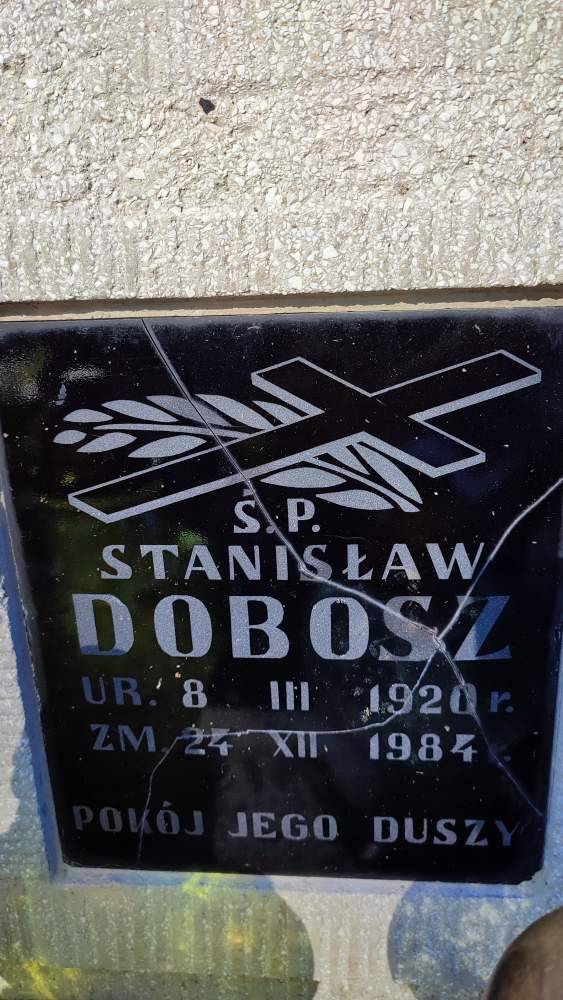 Ś.P.
STANISŁAW
DOBOSZ
UR. 8 III 1920 r.
ZM. 24 XII 1984 r.
POKÓJ JEGO DUSZY